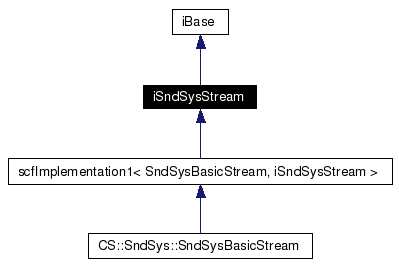 iBase
iSndSysStream
scfImplementation1< SndSysBasicStream, iSndSysStream >
CS::SndSys::SndSysBasicStream